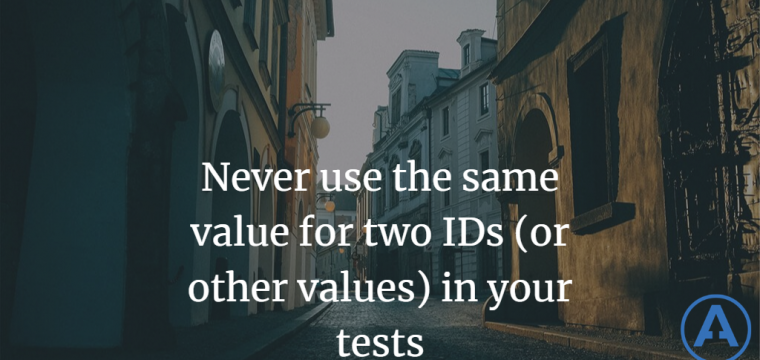 Never use the same
value for two IDs (or
other values) in your
tests